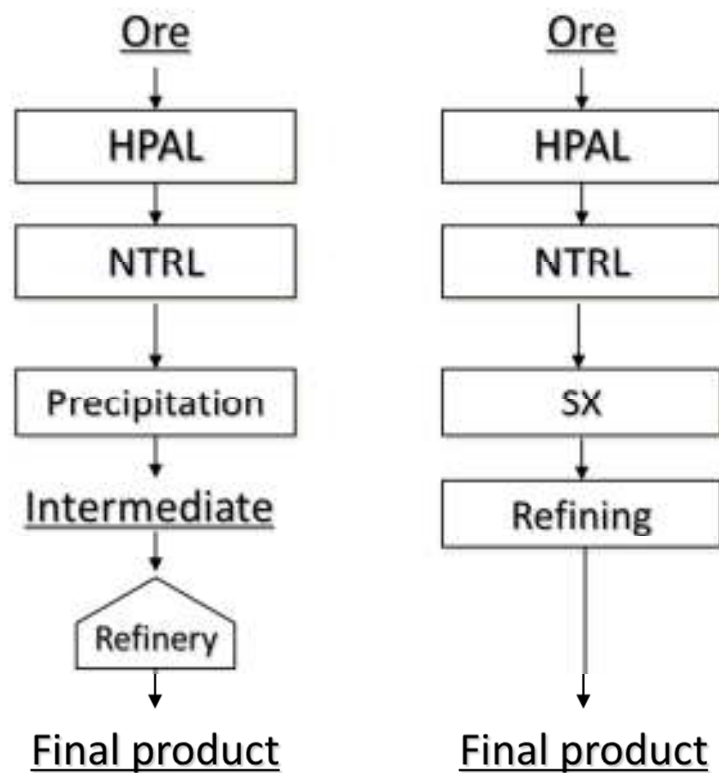 Ore
HPAL
NTRL
Precipitation
Intermediate
Refinery
Final product
Ore
HPAL
NTRL
SX
Refining
Final product